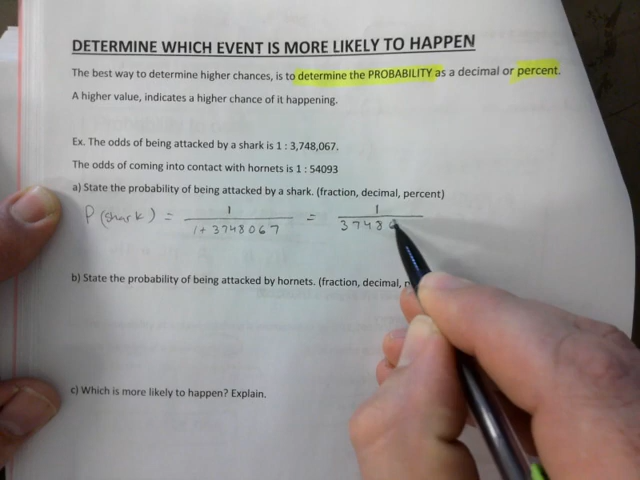 DETERMINE WHICH EVENT IS MORE LIKELY TO HAPPEN
The best way to determine higher chances, is to determine the PROBABILITY as a decimal or percent.
A higher value, indicates a higher chance of it happening.
Ex. The odds of being attacked by a shark is 1 : 3,748,067.
The odds of coming into contact with hornets is 1 : 54093
a) State the probability of being attacked by a shark. (fraction, decimal, percent)
P(shark) = 1 / 1 + 3748067 = 1 / 3748
b) State the probability of being attacked by hornets. (fraction, decimal,
c) Which is more likely to happen? Explain.